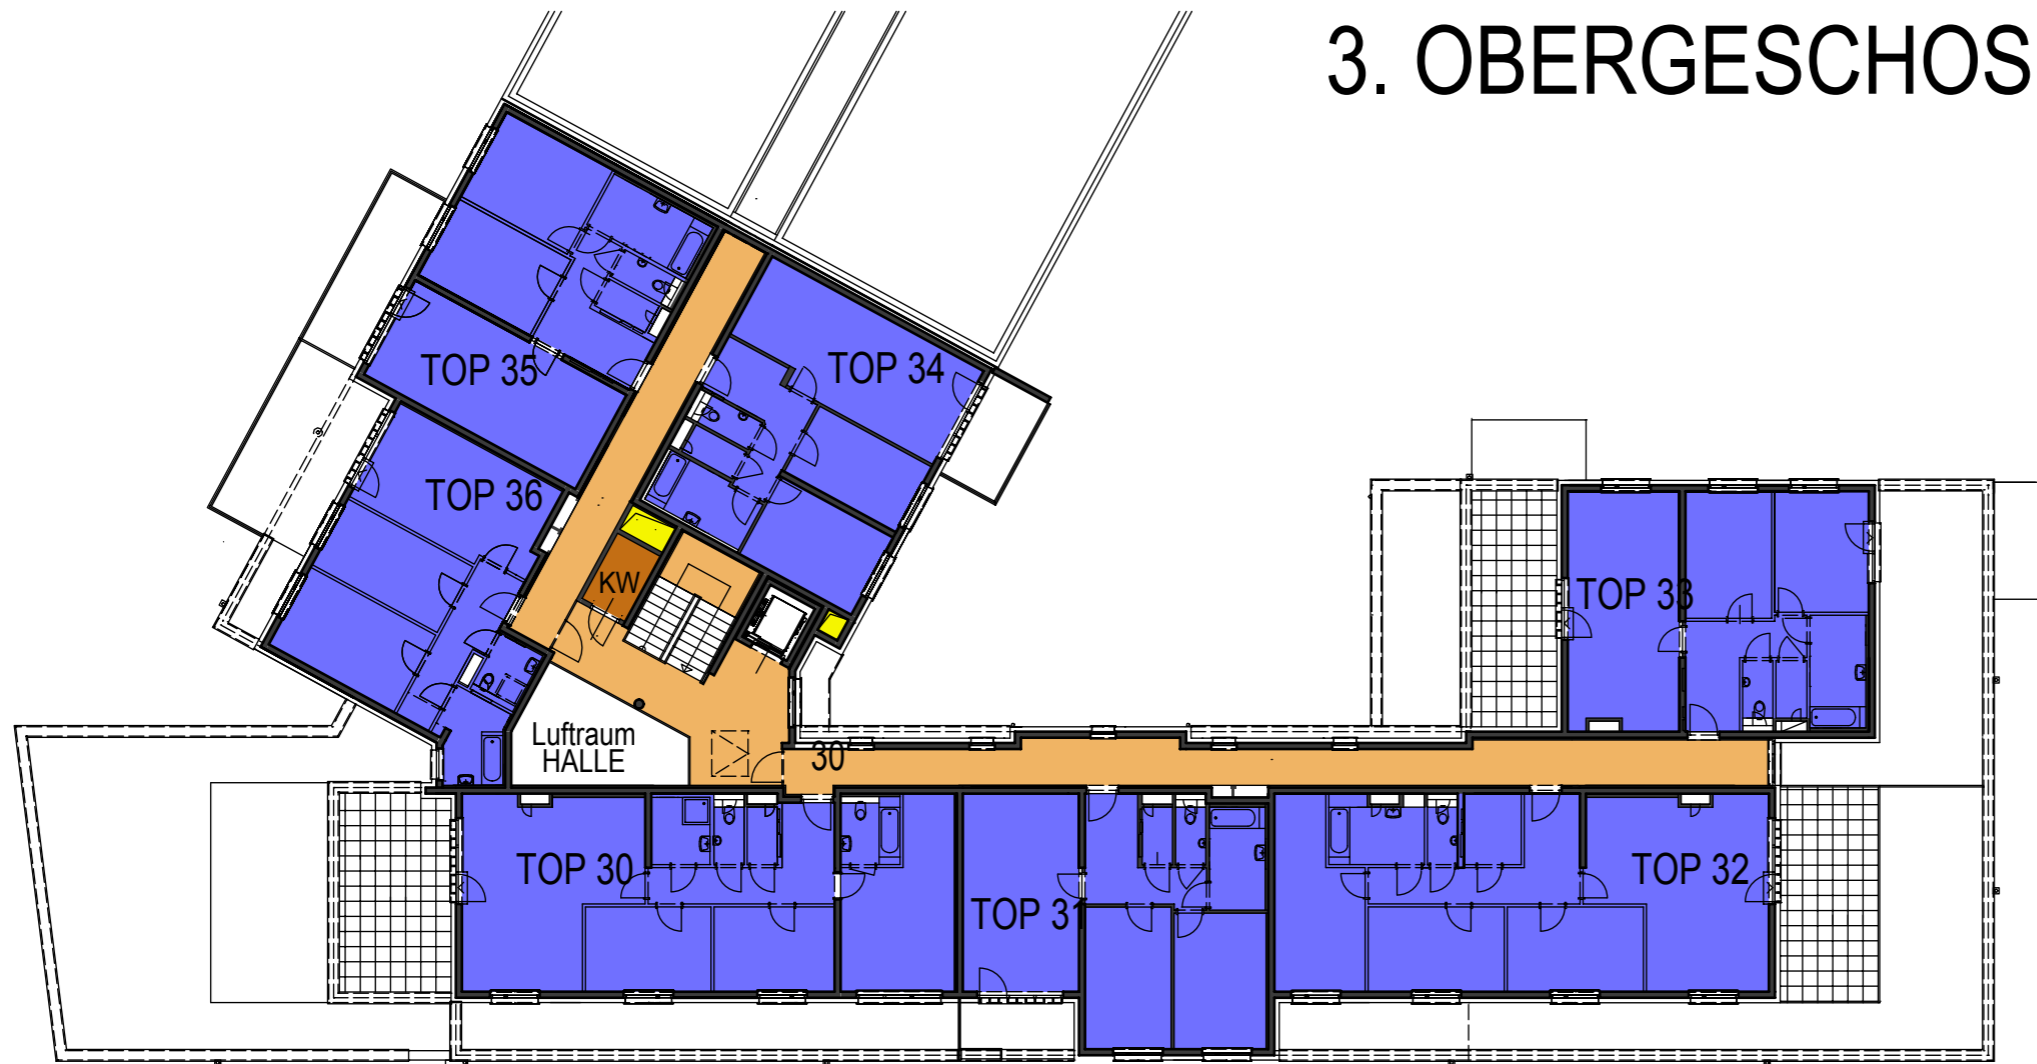 3. OBERGESCHOS
TOP 35
TOP 34
TOP 36
KW
TOP 33
Luftraum
HALLE
30
TOP 30
TOP 32
TOP 31